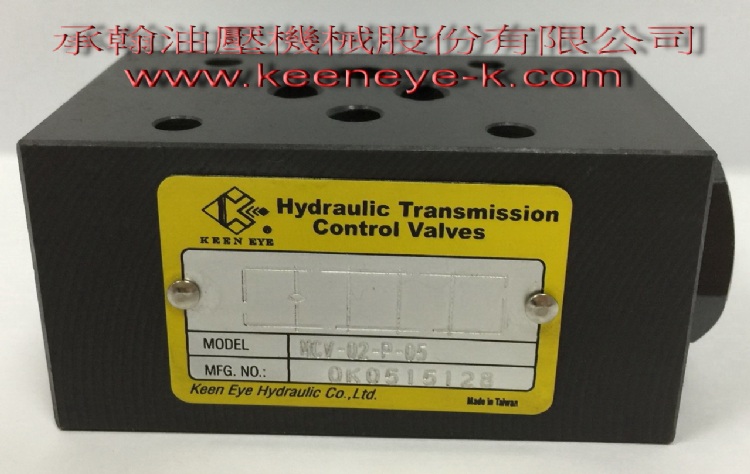 承翰油壓機械股份有限公司
www.keeneye-k.com
Hydraulic Transmission
Control Valves
KEEN EYE
MODEL MCV-02-P-05
MFG. NO.: 0K0515128
Keen Eye Hydraulic Co.,Ltd.
Made in Taiwan